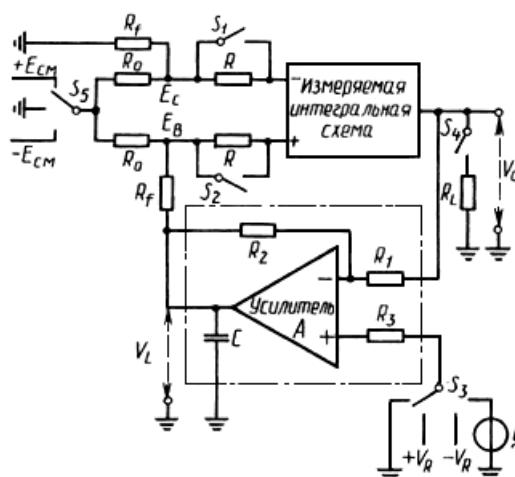 Rf
S1
+Eсм
R0
R
S5
Ec
−
Измеряемая
интегральная
схема
EB
+
S4
−Eсм
R0
R
Rf
S2
RL
R2
R1
−
Усилитель
A
+
R3
VL
C
S3
+VR
−VR